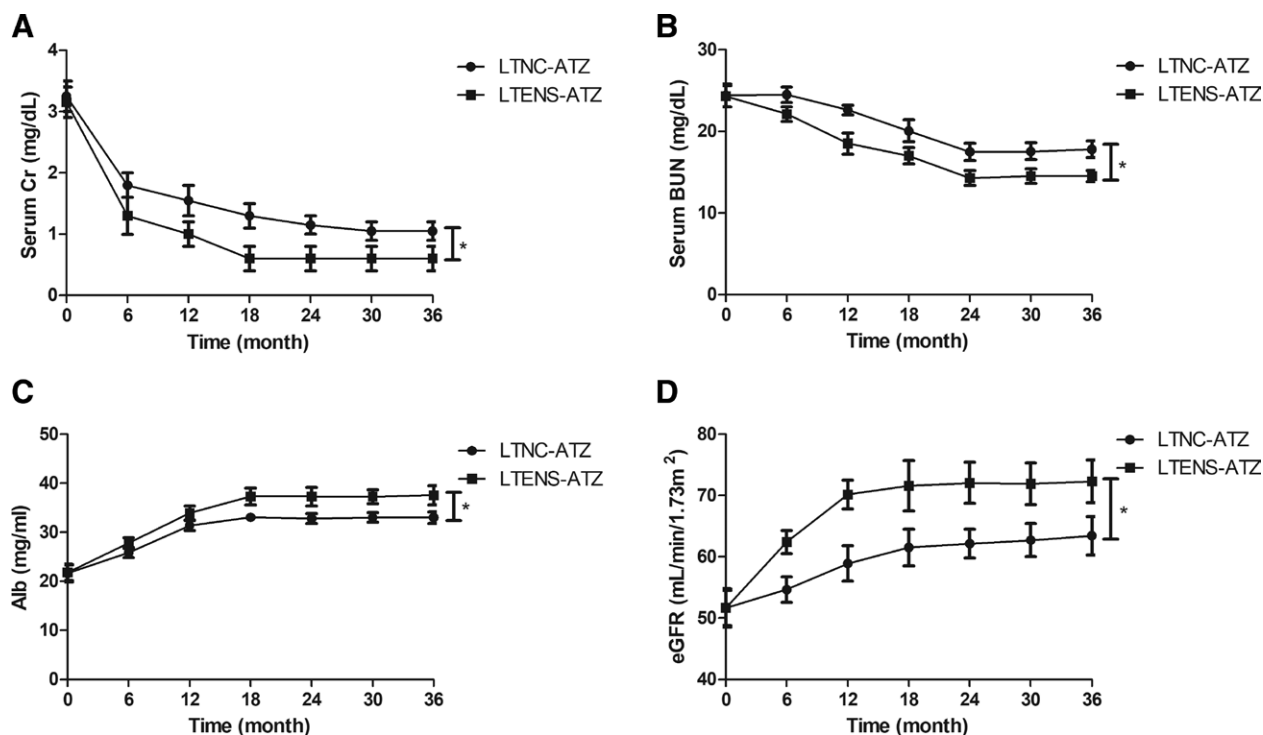 A
Serum Cr (mg/dL)
4
3
2
1
0
0 6 12 18 24 30 36
Time (month)
LTNC-ATZ
LTENS-ATZ
*
B
Serum BUN (mg/dL)
30
20
10
0
0 6 12 18 24 30 36
Time (month)
LTNC-ATZ
LTENS-ATZ
*
C
Alb (mg/ml)
50
40
30
20
10
0
0 6 12 18 24 30 36
Time (month)
LTNC-ATZ
LTENS-ATZ
*
D
eGFR (mL/min/1.73m²)
80
70
60
50
40
0 6 12 18 24 30 36
Time (month)
LTNC-ATZ
LTENS-ATZ
*